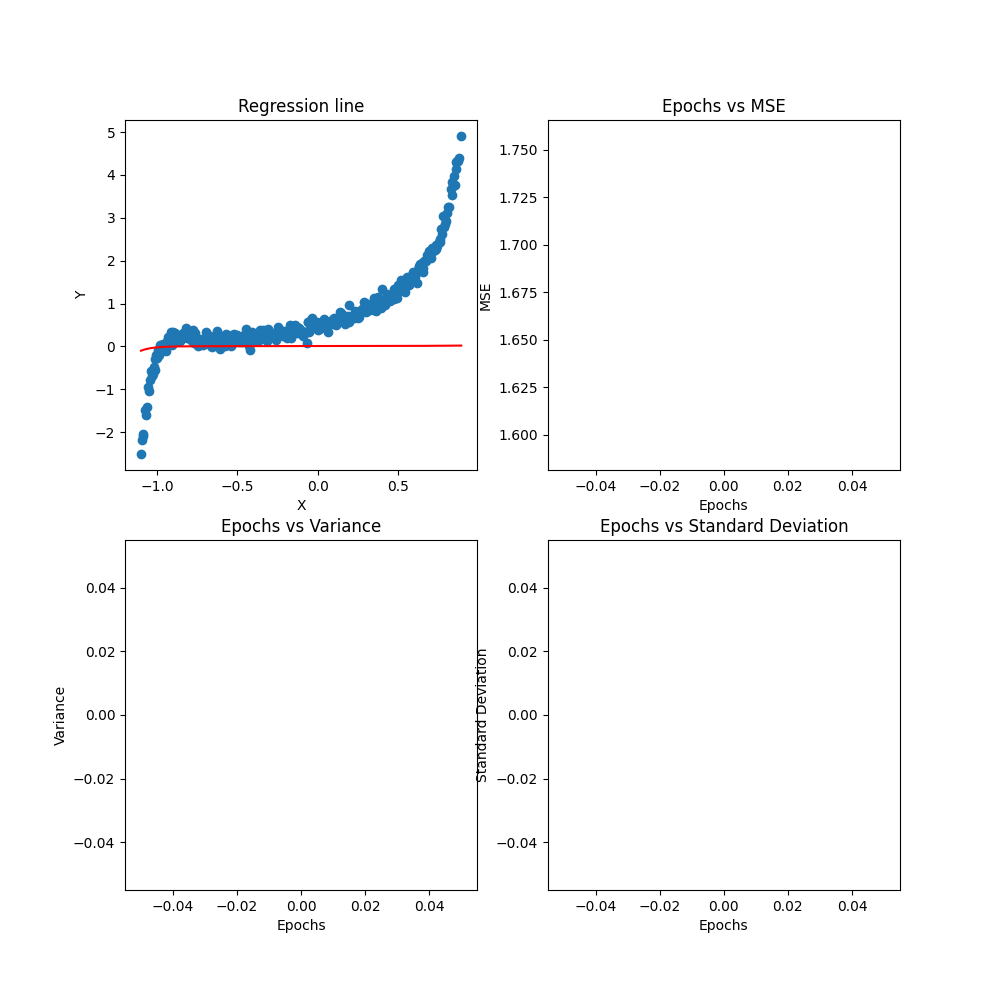 Regression line
5
4
3
2
1
0
−1
−2
Y
−1.0 −0.5 0.0 0.5
X
Epochs vs MSE
1.750
1.725
1.700
1.675
1.650
1.625
1.600
MSE
−0.04 −0.02 0.00 0.02 0.04
Epochs
Epochs vs Variance
0.04
0.02
0.00
−0.02
−0.04
Variance
−0.04 −0.02 0.00 0.02 0.04
Epochs
Epochs vs Standard Deviation
0.04
0.02
0.00
−0.02
−0.04
Standard Deviation
−0.04 −0.02 0.00 0.02 0.04
Epochs